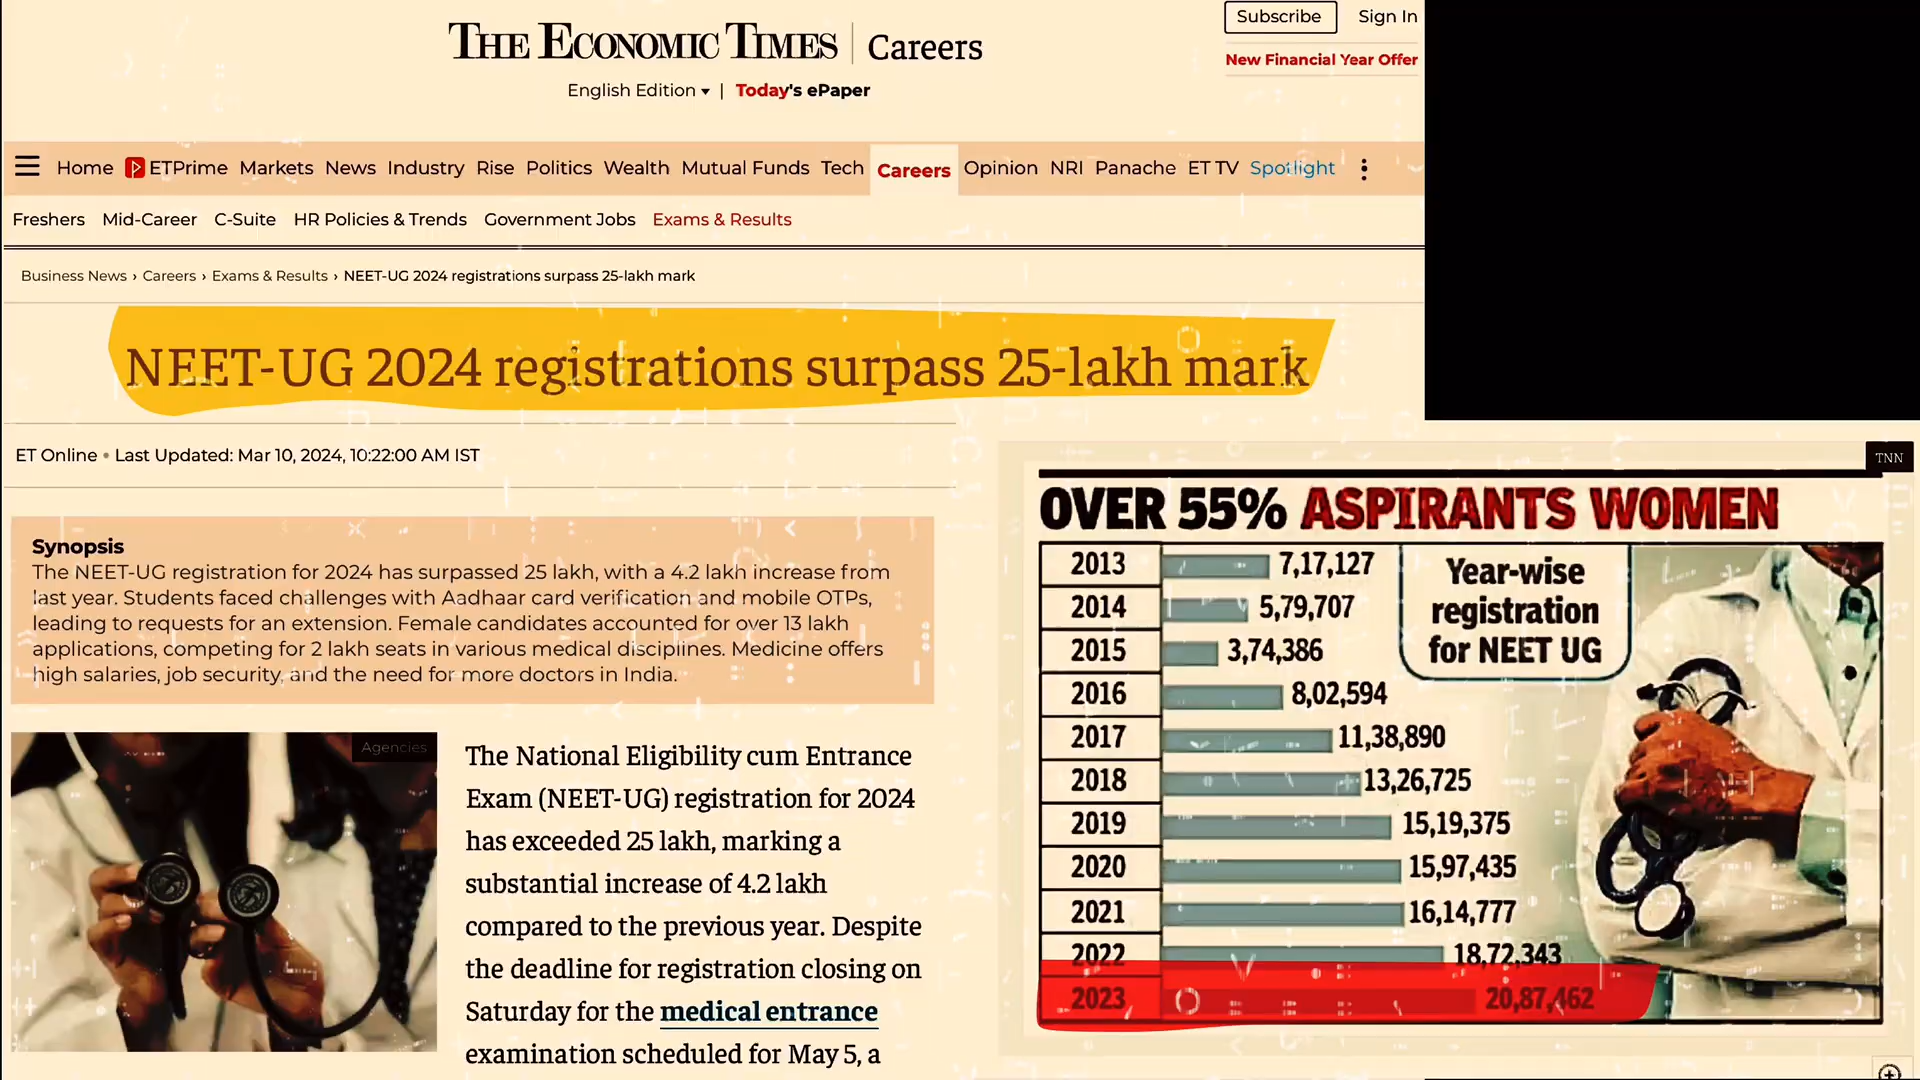 THE ECONOMIC TIMES | Careers
Subscribe
Sign In
New Financial Year Offer
English Edition ▾ | Today's ePaper
Home ETPrime Markets News Industry Rise Politics Wealth Mutual Funds Tech Careers Opinion NRI Panache ET TV Spotlight
Freshers Mid-Career C-Suite HR Policies & Trends Government Jobs Exams & Results
Business News › Careers › Exams & Results › NEET-UG 2024 registrations surpass 25-lakh mark
NEET-UG 2024 registrations surpass 25-lakh mark
ET Online • Last Updated: Mar 10, 2024, 10:22:00 AM IST
Synopsis
The NEET-UG registration for 2024 has surpassed 25 lakh, with a 4.2 lakh increase from
last year. Students faced challenges with Aadhaar card verification and mobile OTPs,
leading to requests for an extension. Female candidates accounted for over 13 lakh
applications, competing for 2 lakh seats in various medical disciplines. Medicine offers
high salaries, job security, and the need for more doctors in India.
Agencies
The National Eligibility cum Entrance
Exam (NEET-UG) registration for 2024
has exceeded 25 lakh, marking a
substantial increase of 4.2 lakh
compared to the previous year. Despite
the deadline for registration closing on
Saturday for the medical entrance
examination scheduled for May 5, a
TNN
OVER 55% ASPIRANTS WOMEN
Year-wise
registration
for NEET UG
2013 7,17,127
2014 5,79,707
2015 3,74,386
2016 8,02,594
2017 11,38,890
2018 13,26,725
2019 15,19,375
2020 15,97,435
2021 16,14,777
2022 18,72,343
2023 20,87,462